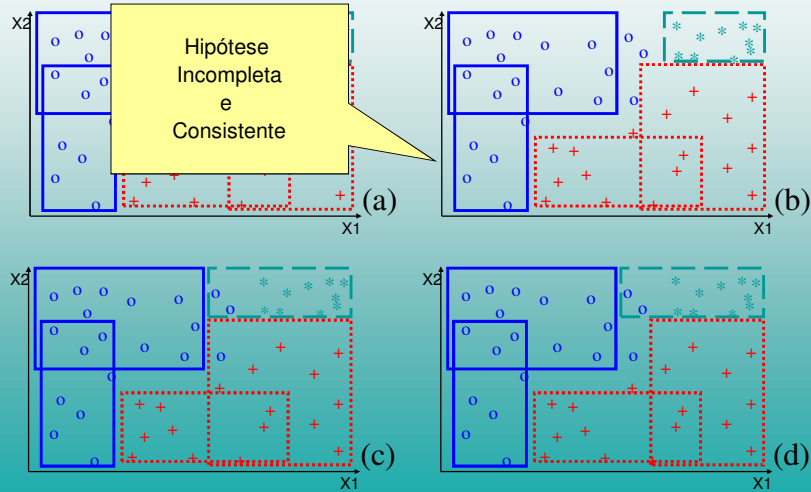 X2
Hipótese
Incompleta
e
Consistente
X1
(a)
X2
X1
(b)
X2
X1
(c)
X2
X1
(d)